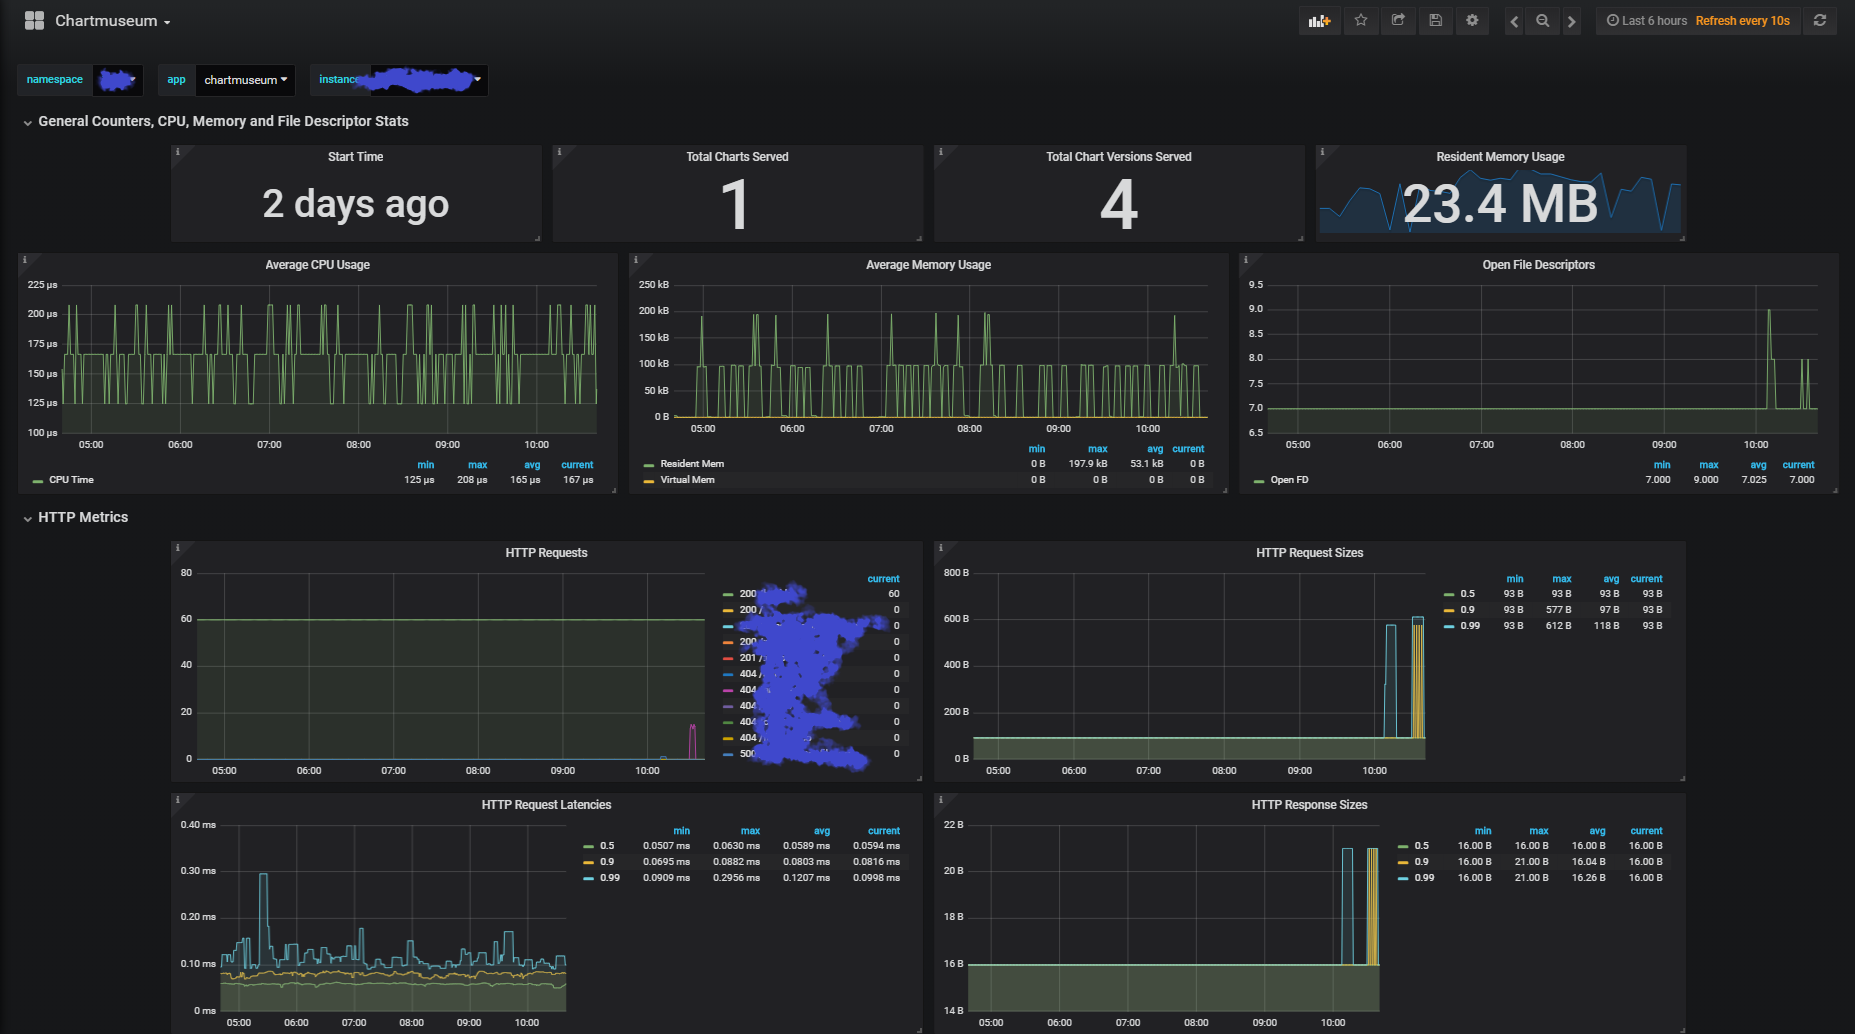 Chartmuseum
Last 6 hours Refresh every 10s
namespace app chartmuseum instance
General Counters, CPU, Memory and File Descriptor Stats
Start Time
2 days ago
Total Charts Served
1
Total Chart Versions Served
4
Resident Memory Usage
23.4 MB
Average CPU Usage
225 µs
200 µs
175 µs
150 µs
125 µs
100 µs
05:00 06:00 07:00 08:00 09:00 10:00
min max avg current
CPU Time 125 µs 208 µs 165 µs 167 µs
Average Memory Usage
250 kB
200 kB
150 kB
100 kB
50 kB
0 B
05:00 06:00 07:00 08:00 09:00 10:00
min max avg current
Resident Mem 0 B 197.9 kB 53.1 kB 0 B
Virtual Mem 0 B 0 B 0 B 0 B
Open File Descriptors
9.5
9.0
8.5
8.0
7.5
7.0
6.5
05:00 06:00 07:00 08:00 09:00 10:00
min max avg current
Open FD 7.000 9.000 7.025 7.000
HTTP Metrics
HTTP Requests
80
60
40
20
0
05:00 06:00 07:00 08:00 09:00 10:00
current
200 60
200 / 0
0
200 0
201 / 0
404 / 0
404 0
404 0
404 0
404 / 0
500 0
HTTP Request Sizes
800 B
600 B
400 B
200 B
0 B
05:00 06:00 07:00 08:00 09:00 10:00
min max avg current
0.5 93 B 93 B 93 B 93 B
0.9 93 B 577 B 97 B 93 B
0.99 93 B 612 B 118 B 93 B
HTTP Request Latencies
0.40 ms
0.30 ms
0.20 ms
0.10 ms
0 ms
05:00 06:00 07:00 08:00 09:00 10:00
min max avg current
0.5 0.0507 ms 0.0630 ms 0.0589 ms 0.0594 ms
0.9 0.0695 ms 0.0882 ms 0.0803 ms 0.0816 ms
0.99 0.0909 ms 0.2956 ms 0.1207 ms 0.0998 ms
HTTP Response Sizes
22 B
20 B
18 B
16 B
14 B
05:00 06:00 07:00 08:00 09:00 10:00
min max avg current
0.5 16.00 B 16.00 B 16.00 B 16.00 B
0.9 16.00 B 21.00 B 16.04 B 16.00 B
0.99 16.00 B 21.00 B 16.26 B 16.00 B